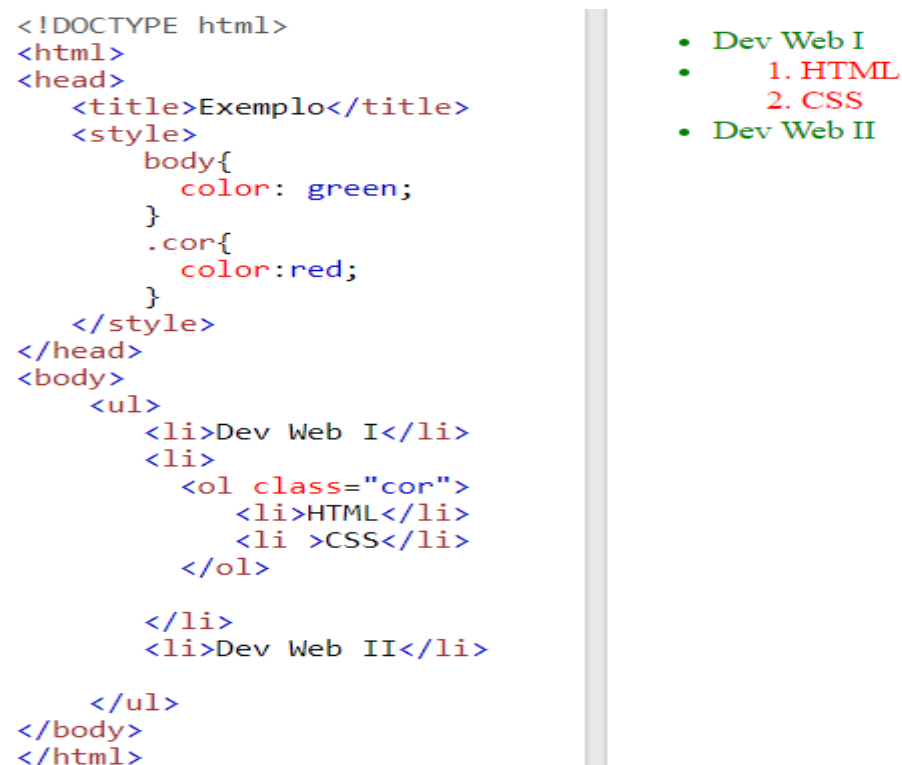 <!DOCTYPE html>
<html>
<head>
<title>Exemplo</title>
<style>
body{
color: green;
}
.cor{
color:red;
}
</style>
</head>
<body>
<ul>
<li>Dev Web I</li>
<li>
<ol class="cor">
<li>HTML</li>
<li >CSS</li>
</ol>
</li>
<li>Dev Web II</li>
</ul>
</body>
</html>
• Dev Web I
• 1. HTML
2. CSS
• Dev Web II